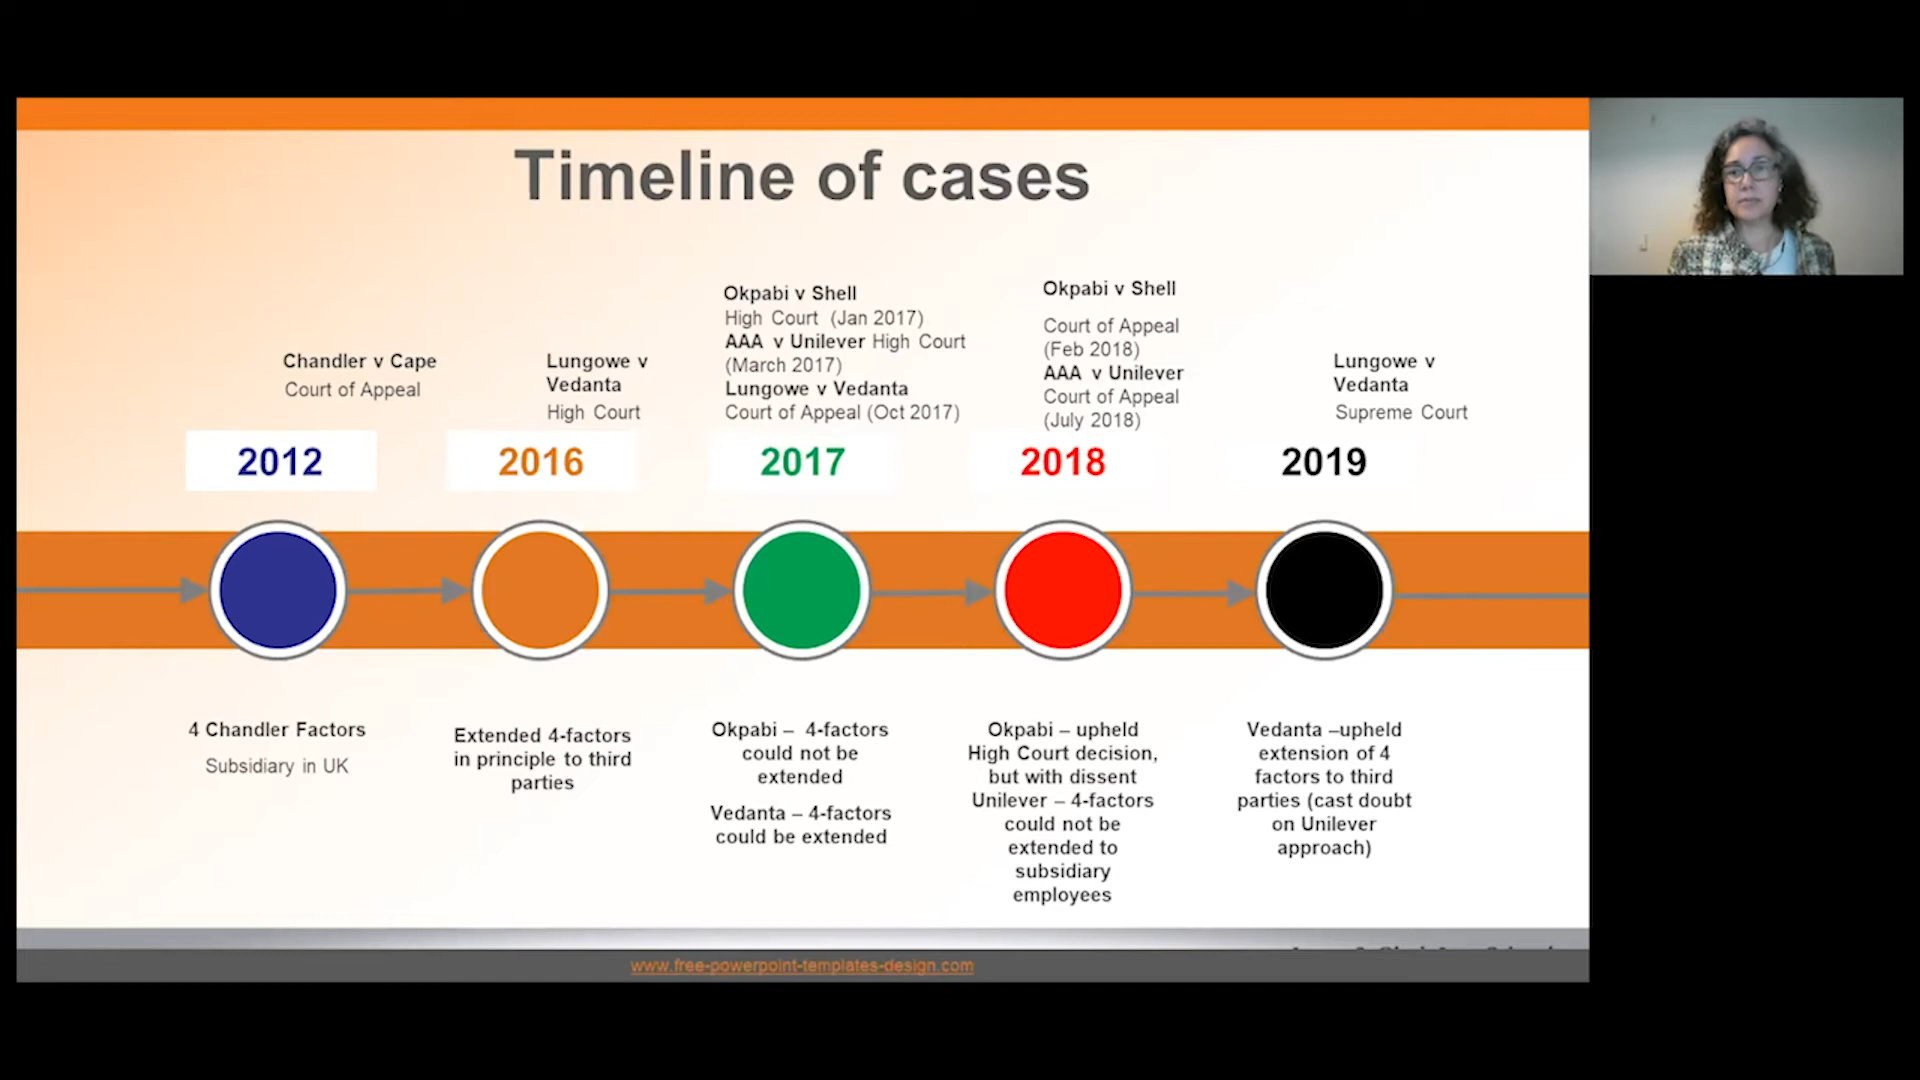 Timeline of cases
Chandler v Cape
Court of Appeal
2012
Lungowe v
Vedanta
High Court
2016
Okpabi v Shell
High Court (Jan 2017)
AAA v Unilever High Court
(March 2017)
Lungowe v Vedanta
Court of Appeal (Oct 2017)
2017
Okpabi v Shell
Court of Appeal
(Feb 2018)
AAA v Unilever
Court of Appeal
(July 2018)
2018
Lungowe v
Vedanta
Supreme Court
2019
4 Chandler Factors
Subsidiary in UK
Extended 4-factors
in principle to third
parties
Okpabi – 4-factors
could not be
extended
Vedanta – 4-factors
could be extended
Okpabi – upheld
High Court decision,
but with dissent
Unilever – 4-factors
could not be
extended to
subsidiary
employees
Vedanta –upheld
extension of 4
factors to third
parties (cast doubt
on Unilever
approach)
www.free-powerpoint-templates-design.com